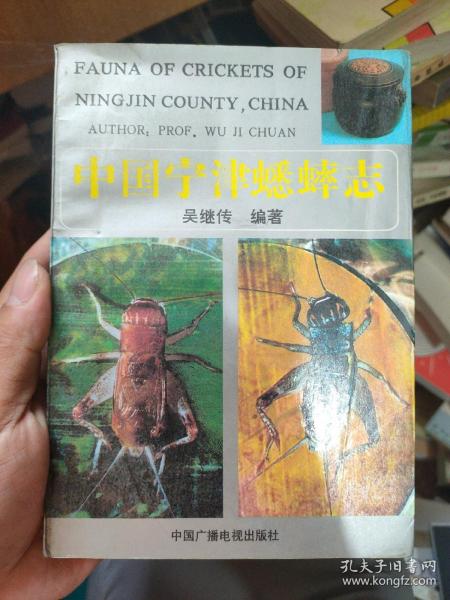 FAUNA OF CRICKETS OF
NINGJIN COUNTY, CHINA
AUTHOR: PROF. WU JI CHUAN
中国宁津蟋蟀志
吴继传 编著
中国广播电视出版社
孔夫子旧书网
www.kongfz.com